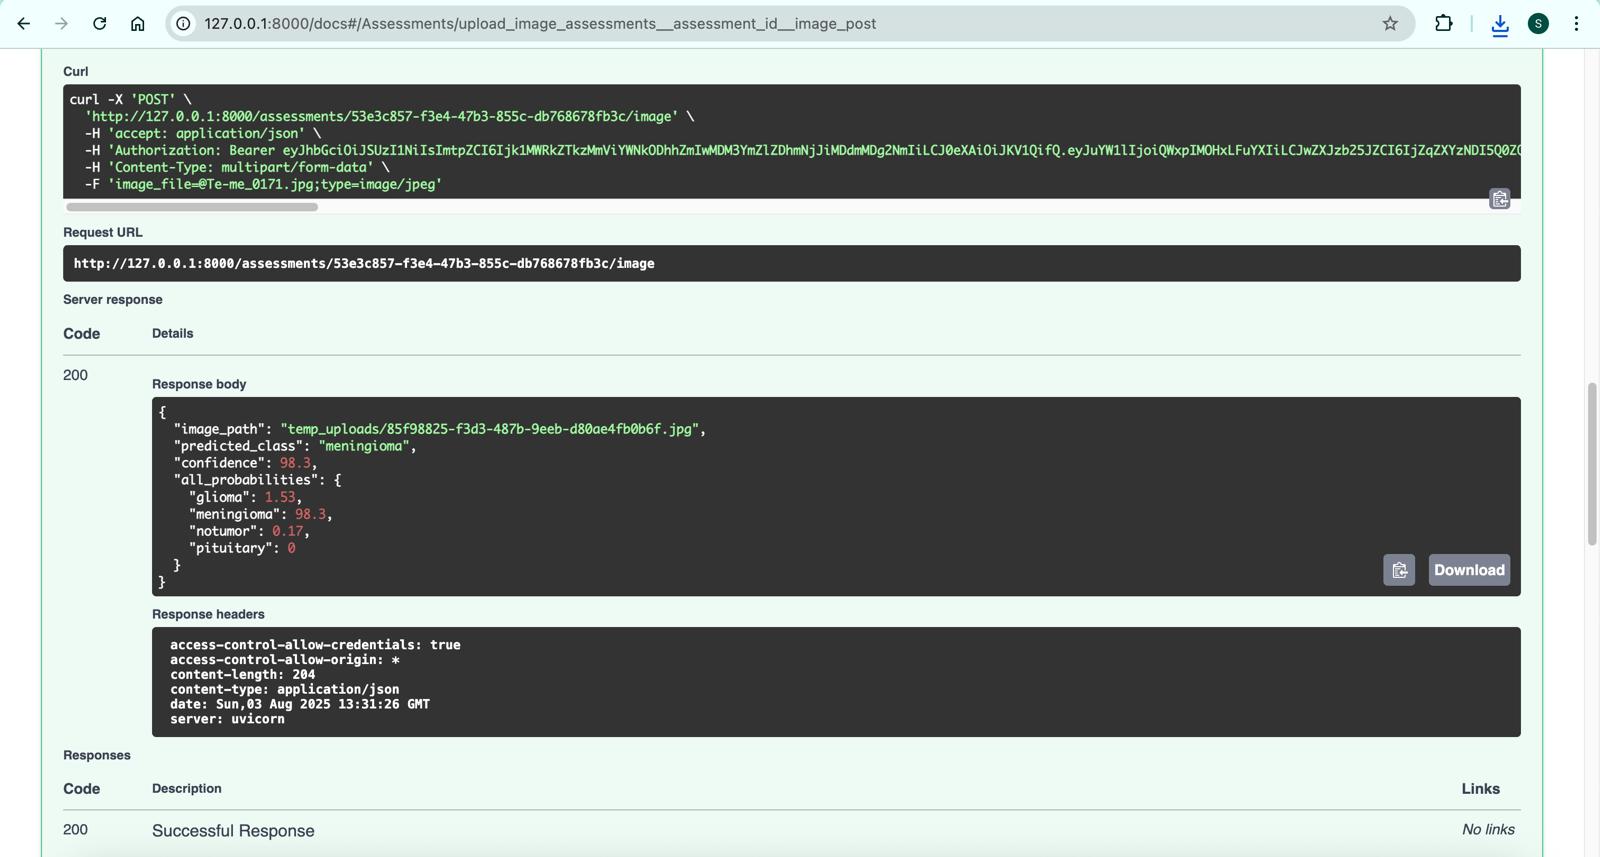 127.0.0.1:8000/docs#/Assessments/upload_image_assessments__assessment_id__image_post
S
Curl
curl -X 'POST' \
'http://127.0.0.1:8000/assessments/53e3c857-f3e4-47b3-855c-db768678fb3c/image' \
-H 'accept: application/json' \
-H 'Authorization: Bearer
-H 'Content-Type: multipart/form-data' \
-F 'image_file=@Te-me_0171.jpg;type=image/jpeg'
Request URL
http://127.0.0.1:8000/assessments/53e3c857-f3e4-47b3-855c-db768678fb3c/image
Server response
Code Details
200
Response body
{
"image_path": "temp_uploads/85f98825-f3d3-487b-9eeb-d80ae4fb0b6f.jpg",
"predicted_class": "meningioma",
"confidence": 98.3,
"all_probabilities": {
"glioma": 1.53,
"meningioma": 98.3,
"notumor": 0.17,
"pituitary": 0
}
}
Download
Response headers
access-control-allow-credentials: true
access-control-allow-origin: *
content-length: 204
content-type: application/json
date: Sun,03 Aug 2025 13:31:26 GMT
server: uvicorn
Responses
Code Description Links
200 Successful Response No links